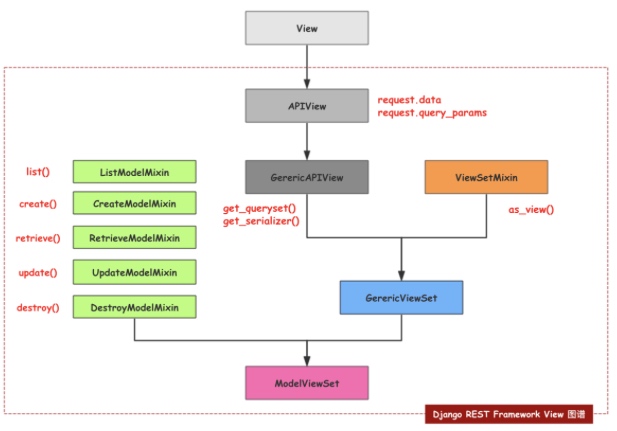 View
APIView
request.data
request.query_params
list()
ListModelMixin
GerericAPIView
ViewSetMixin
create()
CreateModelMixin
get_queryset()
get_serializer()
as_view()
retrieve()
RetrieveModelMixin
update()
UpdateModelMixin
destroy()
DestroyModelMixin
GerericViewSet
ModelViewSet
Django REST Framework View 图谱